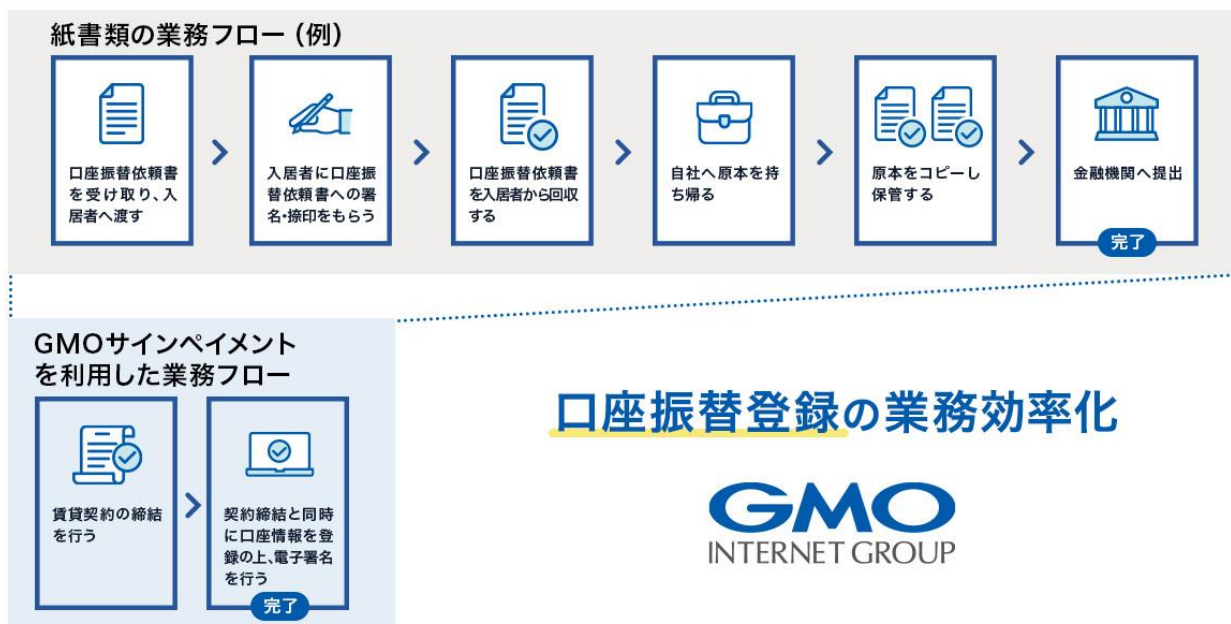 紙書類の業務フロー（例）
口座振替依頼書
を受け取り、入
居者へ渡す
入居者に口座振
替依頼書への署
名・捺印をもらう
口座振替依頼書
を入居者から回収
する
自社へ原本を持
ち帰る
原本をコピーし
保管する
金融機関へ提出
完了
GMOサインペイメント
を利用した業務フロー
賃貸契約の締結
を行う
契約締結と同時
に口座情報を登
録の上、電子署名
を行う
完了
口座振替登録の業務効率化
GMO
INTERNET GROUP